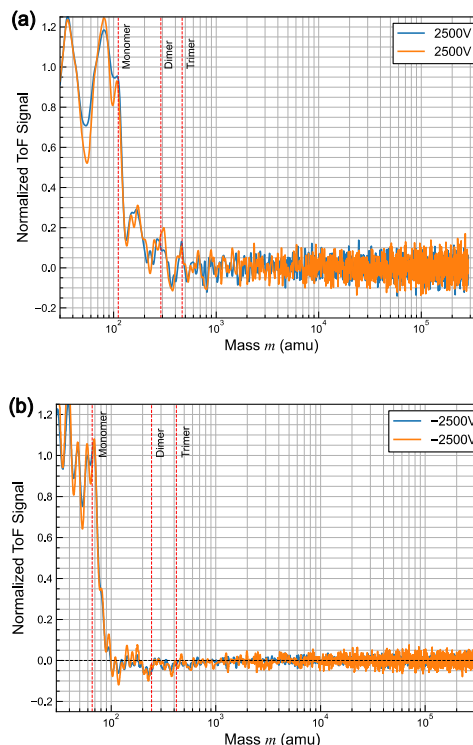 (a)
2500V
2500V
Monomer
Dimer
Trimer
1.2
1.0
0.8
0.6
0.4
0.2
0.0
−0.2
Normalized ToF Signal
10²
10³
10⁴
10⁵
Mass m (amu)
(b)
−2500V
−2500V
Monomer
Dimer
Trimer
1.2
1.0
0.8
0.6
0.4
0.2
0.0
−0.2
Normalized ToF Signal
10²
10³
10⁴
10⁵
Mass m (amu)